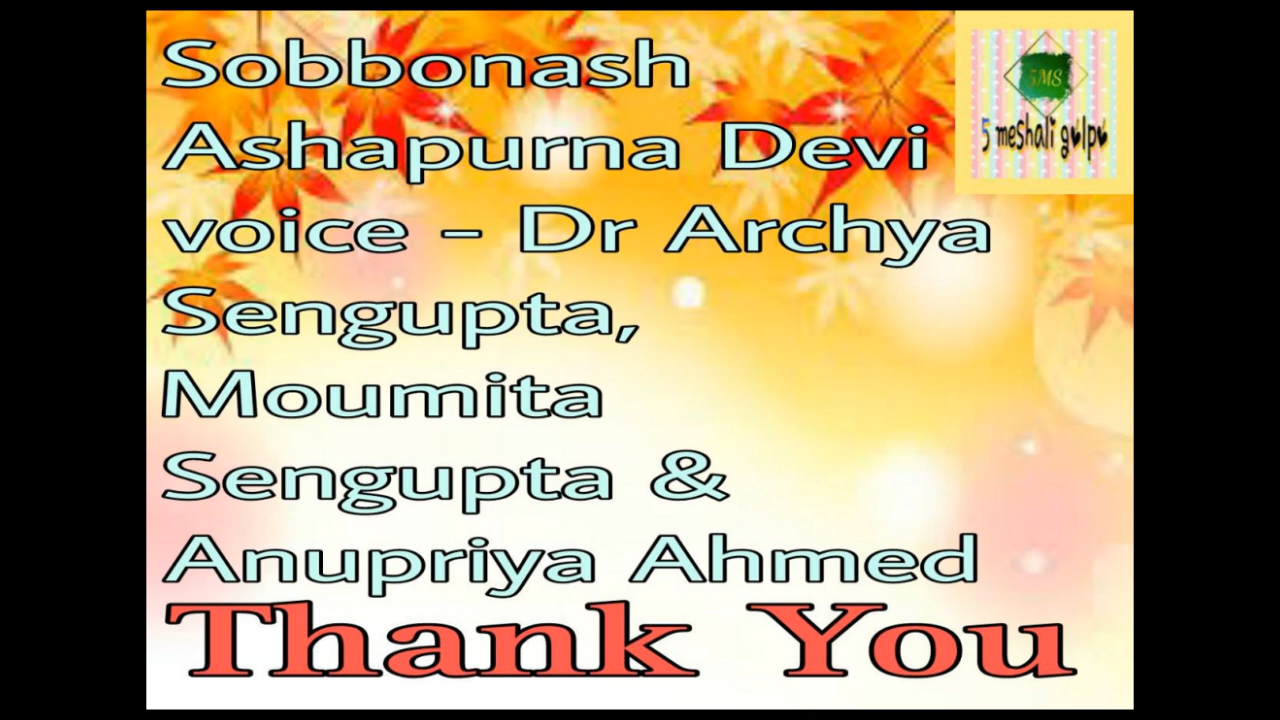 Sobbonash
Ashapurna Devi
voice - Dr Archya
Sengupta,
Moumita
Sengupta &
Anupriya Ahmed
Thank You
5MS
5 meshali golpo